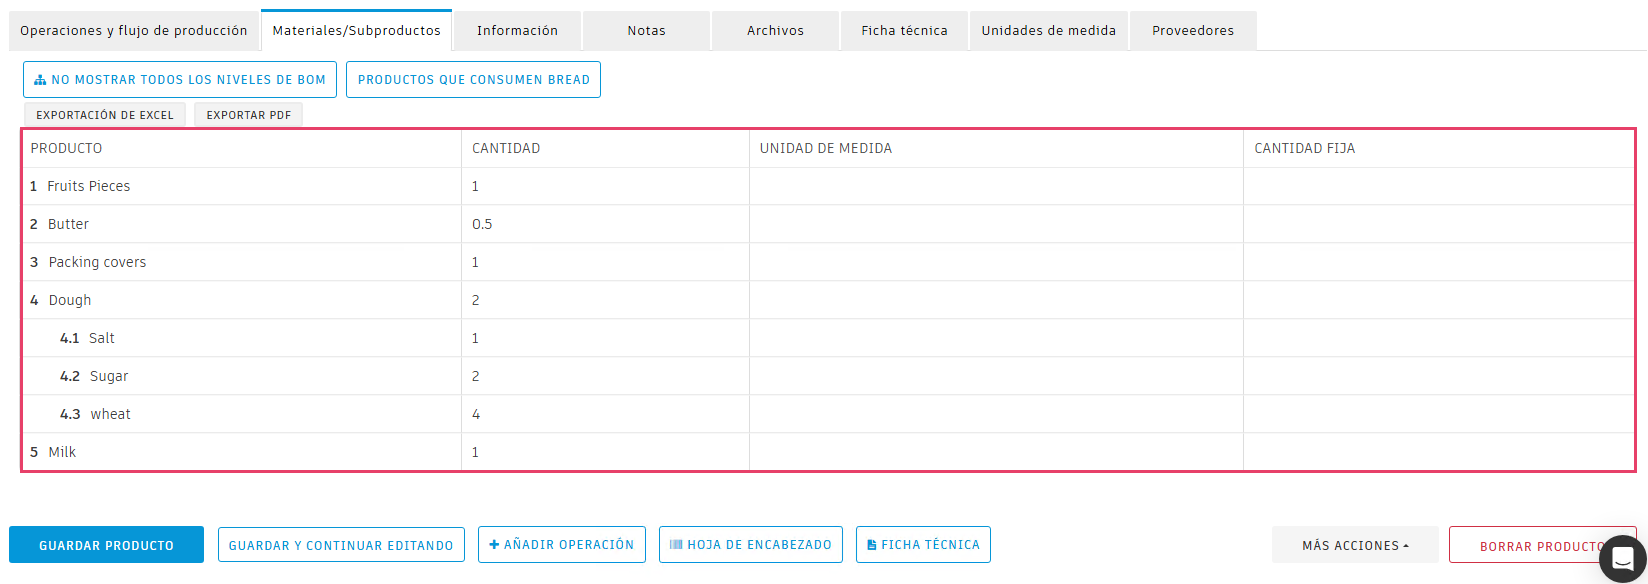 Operaciones y flujo de producción Materiales/Subproductos Información Notas Archivos Ficha técnica Unidades de medida Proveedores
NO MOSTRAR TODOS LOS NIVELES DE BOM PRODUCTOS QUE CONSUMEN BREAD
EXPORTACIÓN DE EXCEL EXPORTAR PDF
PRODUCTO CANTIDAD UNIDAD DE MEDIDA CANTIDAD FIJA
1 Fruits Pieces 1
2 Butter 0.5
3 Packing covers 1
4 Dough 2
4.1 Salt 1
4.2 Sugar 2
4.3 wheat 4
5 Milk 1
GUARDAR PRODUCTO GUARDAR Y CONTINUAR EDITANDO AÑADIR OPERACIÓN HOJA DE ENCABEZADO FICHA TÉCNICA MÁS ACCIONES BORRAR PRODUCTO